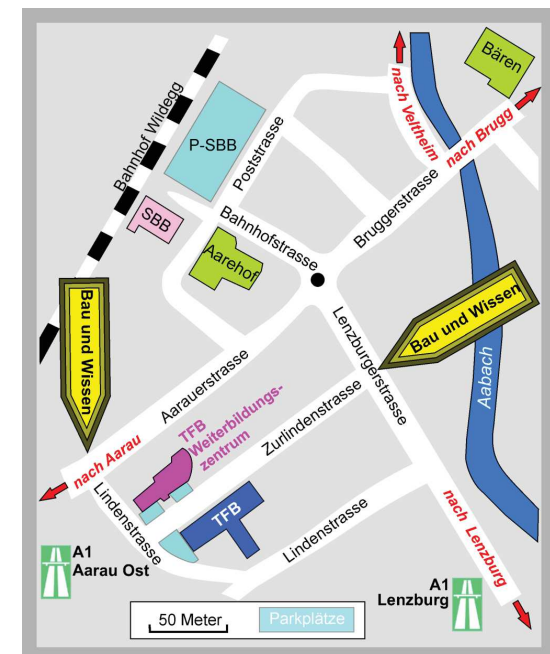 Bären
nach Veltheim
nach Brugg
Bahnhof Wildegg
P-SBB
Poststrasse
SBB
Bahnhofstrasse
Bruggerstrasse
Aarehof
Bau und Wissen
Bau und Wissen
Aabach
Lenzburgerstrasse
Aarauerstrasse
TFB
Weiterbildungs-
zentrum
Zurlindenstrasse
nach Aarau
Lindenstrasse
TFB
Lindenstrasse
nach Lenzburg
A1
Aarau Ost
A1
Lenzburg
50 Meter
Parkplätze